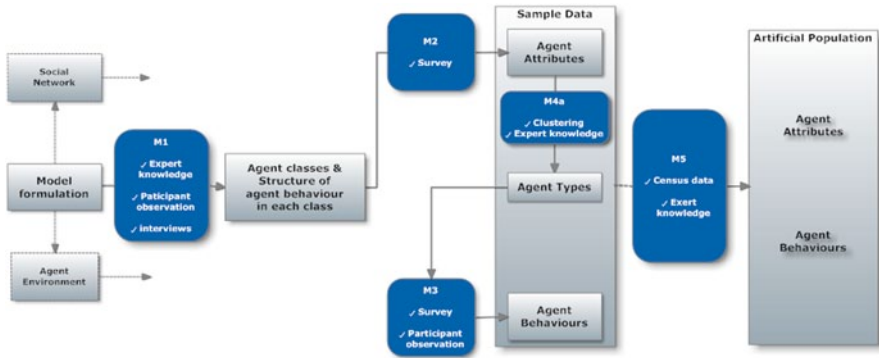 Social
Network
Model
formulation
Agent
Environment
M1
✓ Expert
knowledge
✓ Paticipant
observation
✓ interviews
Agent classes &
Structure of
agent behaviour
in each class
M2
✓ Survey
M3
✓ Survey
✓ Participant
observation
Sample Data
Agent
Attributes
M4a
✓ Clustering
✓ Expert knowledge
Agent Types
Agent
Behaviours
M5
✓ Census data
✓ Exert
knowledge
Artificial Population
Agent
Attributes
Agent
Behaviours